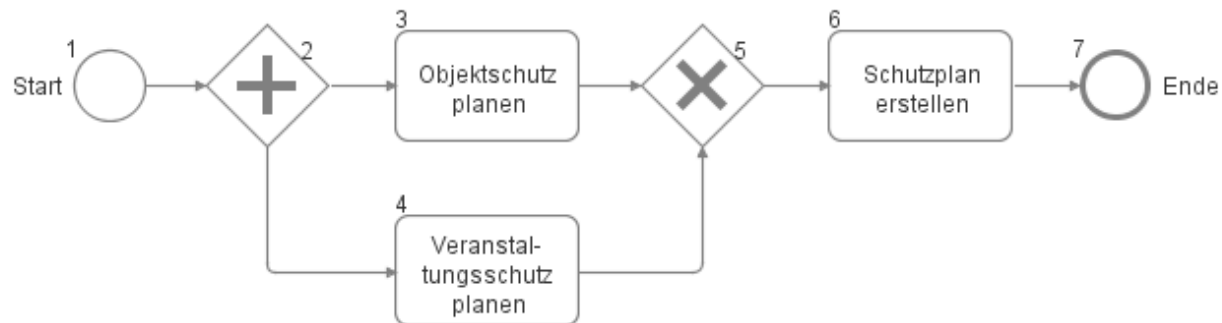 1
Start
2
3
Objektschutz
planen
4
Veranstal-
tungsschutz
planen
5
6
Schutzplan
erstellen
7
Ende